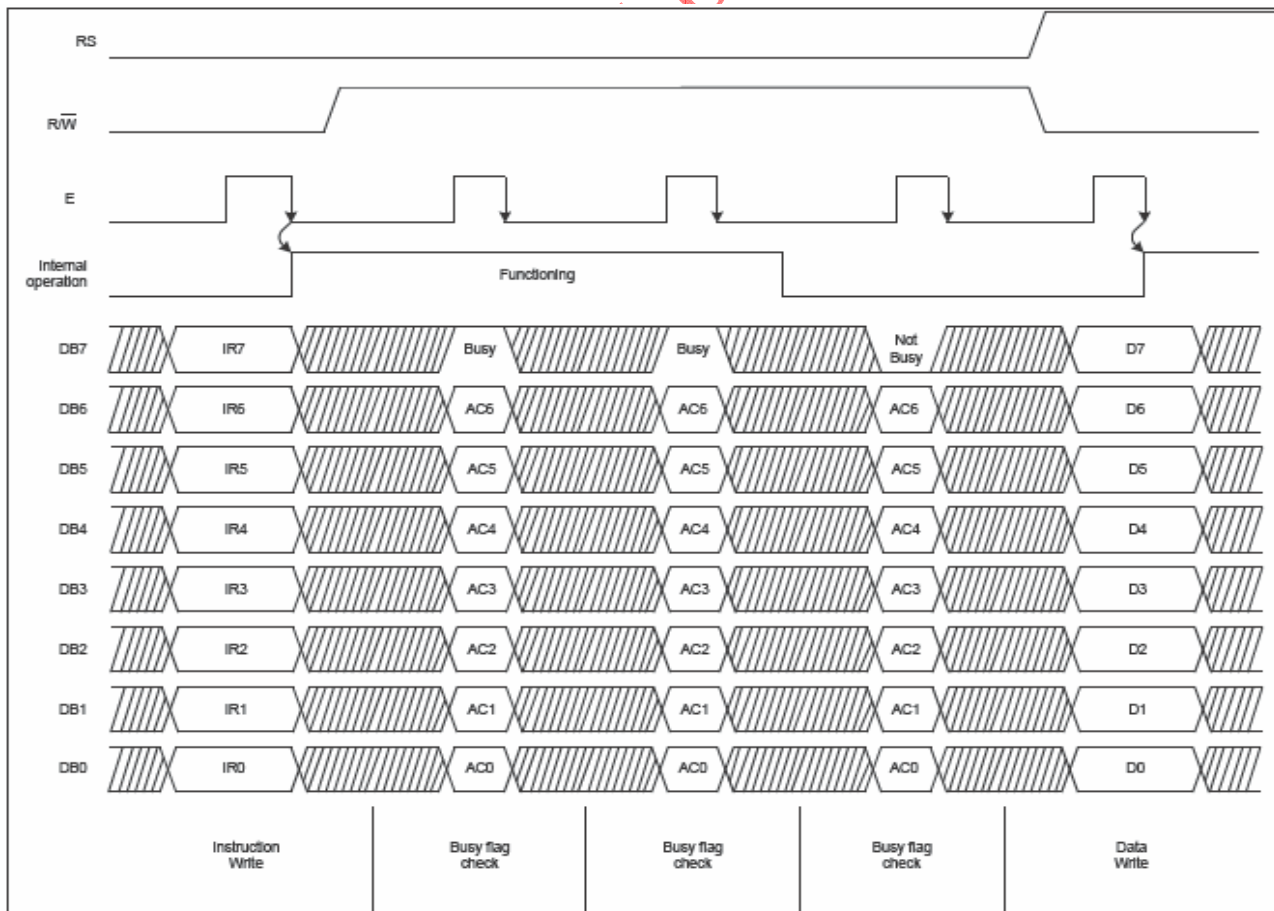 RS
R/W̅
E
Internal
operation
Functioning
DB7 IR7 Busy Busy Not Busy D7
DB6 IR6 AC6 AC6 AC6 D6
DB5 IR5 AC5 AC5 AC5 D5
DB4 IR4 AC4 AC4 AC4 D4
DB3 IR3 AC3 AC3 AC3 D3
DB2 IR2 AC2 AC2 AC2 D2
DB1 IR1 AC1 AC1 AC1 D1
DB0 IR0 AC0 AC0 AC0 D0
Instruction
Write
Busy flag
check
Busy flag
check
Busy flag
check
Data
Write